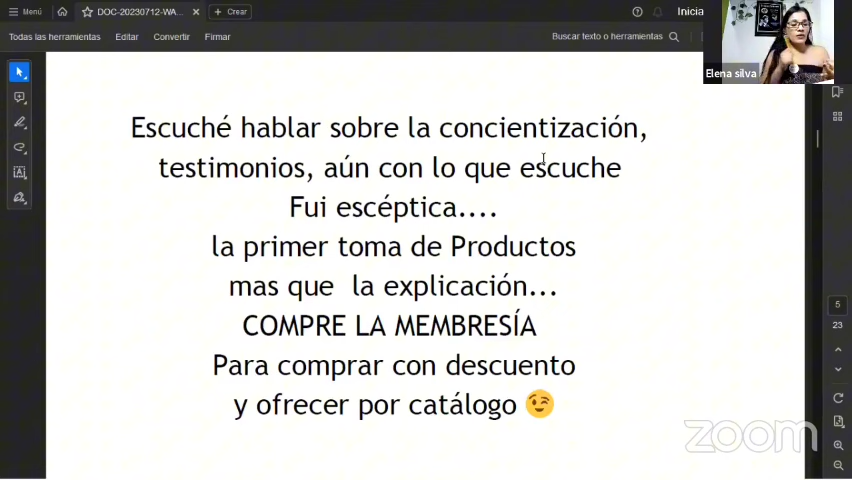 Menú
DOC-20230712-WA...
Crear
Inicia
Todas las herramientas
Editar
Convertir
Firmar
Buscar texto o herramientas
Elena silva
Escuché hablar sobre la concientización,
testimonios, aún con lo que escuche
Fui escéptica....
la primer toma de Productos
mas que la explicación...
COMPRE LA MEMBRESÍA
Para comprar con descuento
y ofrecer por catálogo 😉
5
23
zoom